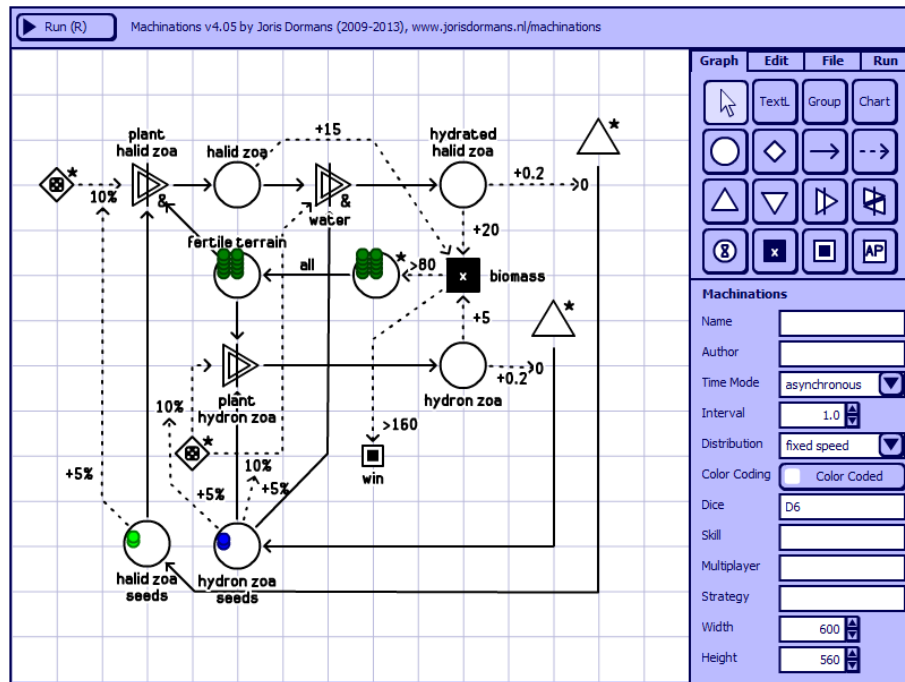 Run (R)
Machinations v4.05 by Joris Dormans (2009-2013), www.jorisdormans.nl/machinations
Graph Edit File Run
TextL Group Chart
x AP
plant
halid zoa
halid zoa
+15
hydrated
halid zoa
*
*
10%
&
&
water
+0.2
0
+20
fertile terrain
all
*
>80
x
biomass
*
+5
plant
hydron zoa
+0.2
0
hydron zoa
10%
*
>160
10%
win
+5%
+5%
+5%
halid zoa
seeds
hydron zoa
seeds
Machinations
Name
Author
Time Mode asynchronous
Interval 1.0
Distribution fixed speed
Color Coding Color Coded
Dice D6
Skill
Multiplayer
Strategy
Width 600
Height 560